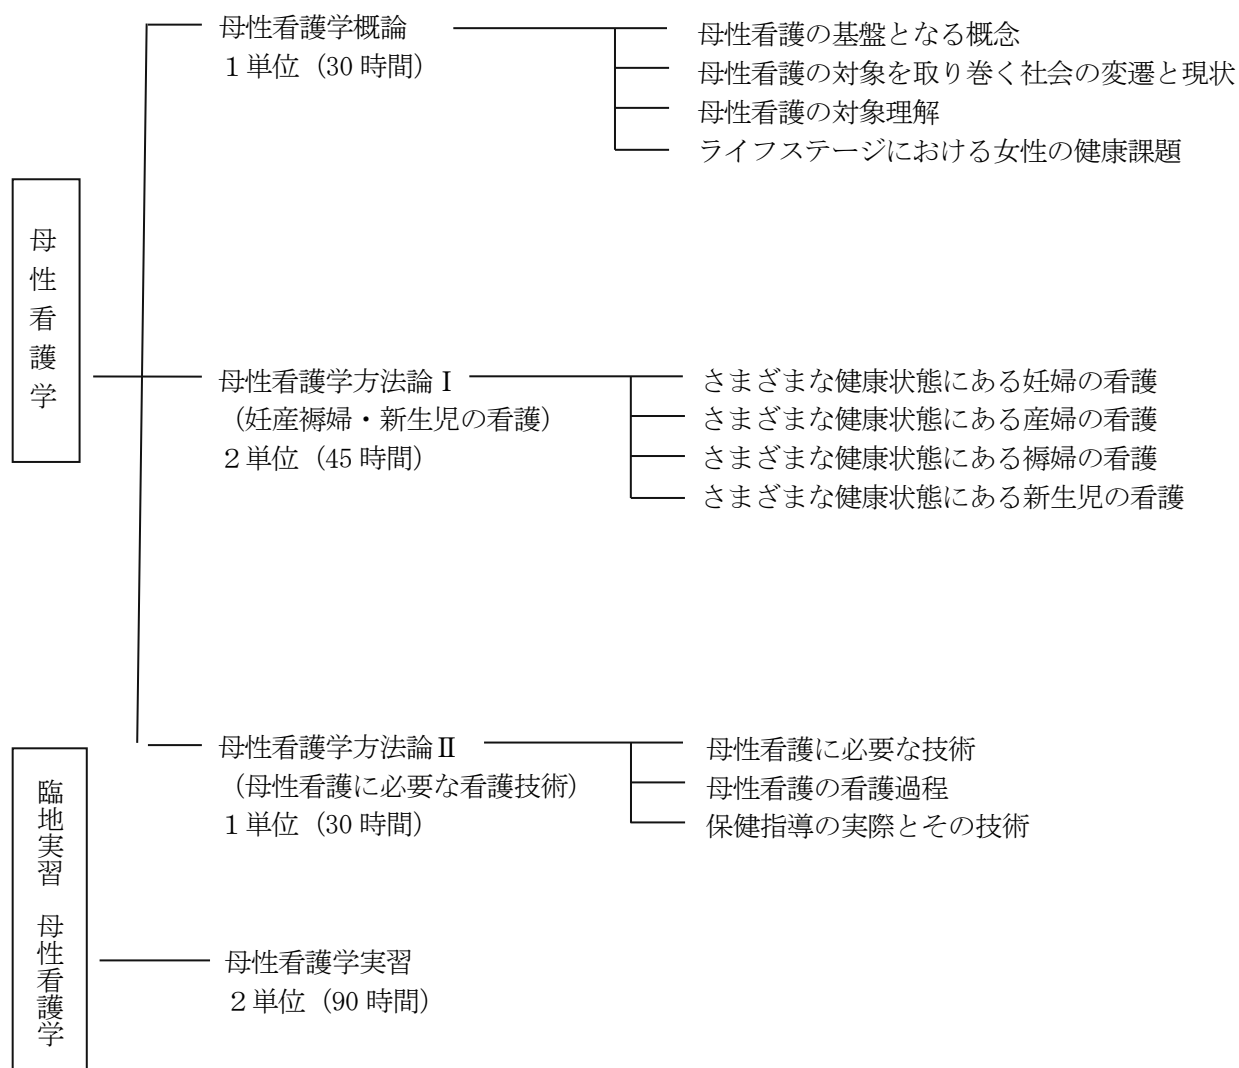 母性看護学
母性看護学概論
１単位（30 時間）
母性看護の基盤となる概念
母性看護の対象を取り巻く社会の変遷と現状
母性看護の対象理解
ライフステージにおける女性の健康課題
母性看護学方法論Ⅰ
（妊産褥婦・新生児の看護）
２単位（45 時間）
さまざまな健康状態にある妊婦の看護
さまざまな健康状態にある産婦の看護
さまざまな健康状態にある褥婦の看護
さまざまな健康状態にある新生児の看護
母性看護学方法論Ⅱ
（母性看護に必要な看護技術）
１単位（30 時間）
母性看護に必要な技術
母性看護の看護過程
保健指導の実際とその技術
臨地実習　母性看護学
母性看護学実習
２単位（90 時間）